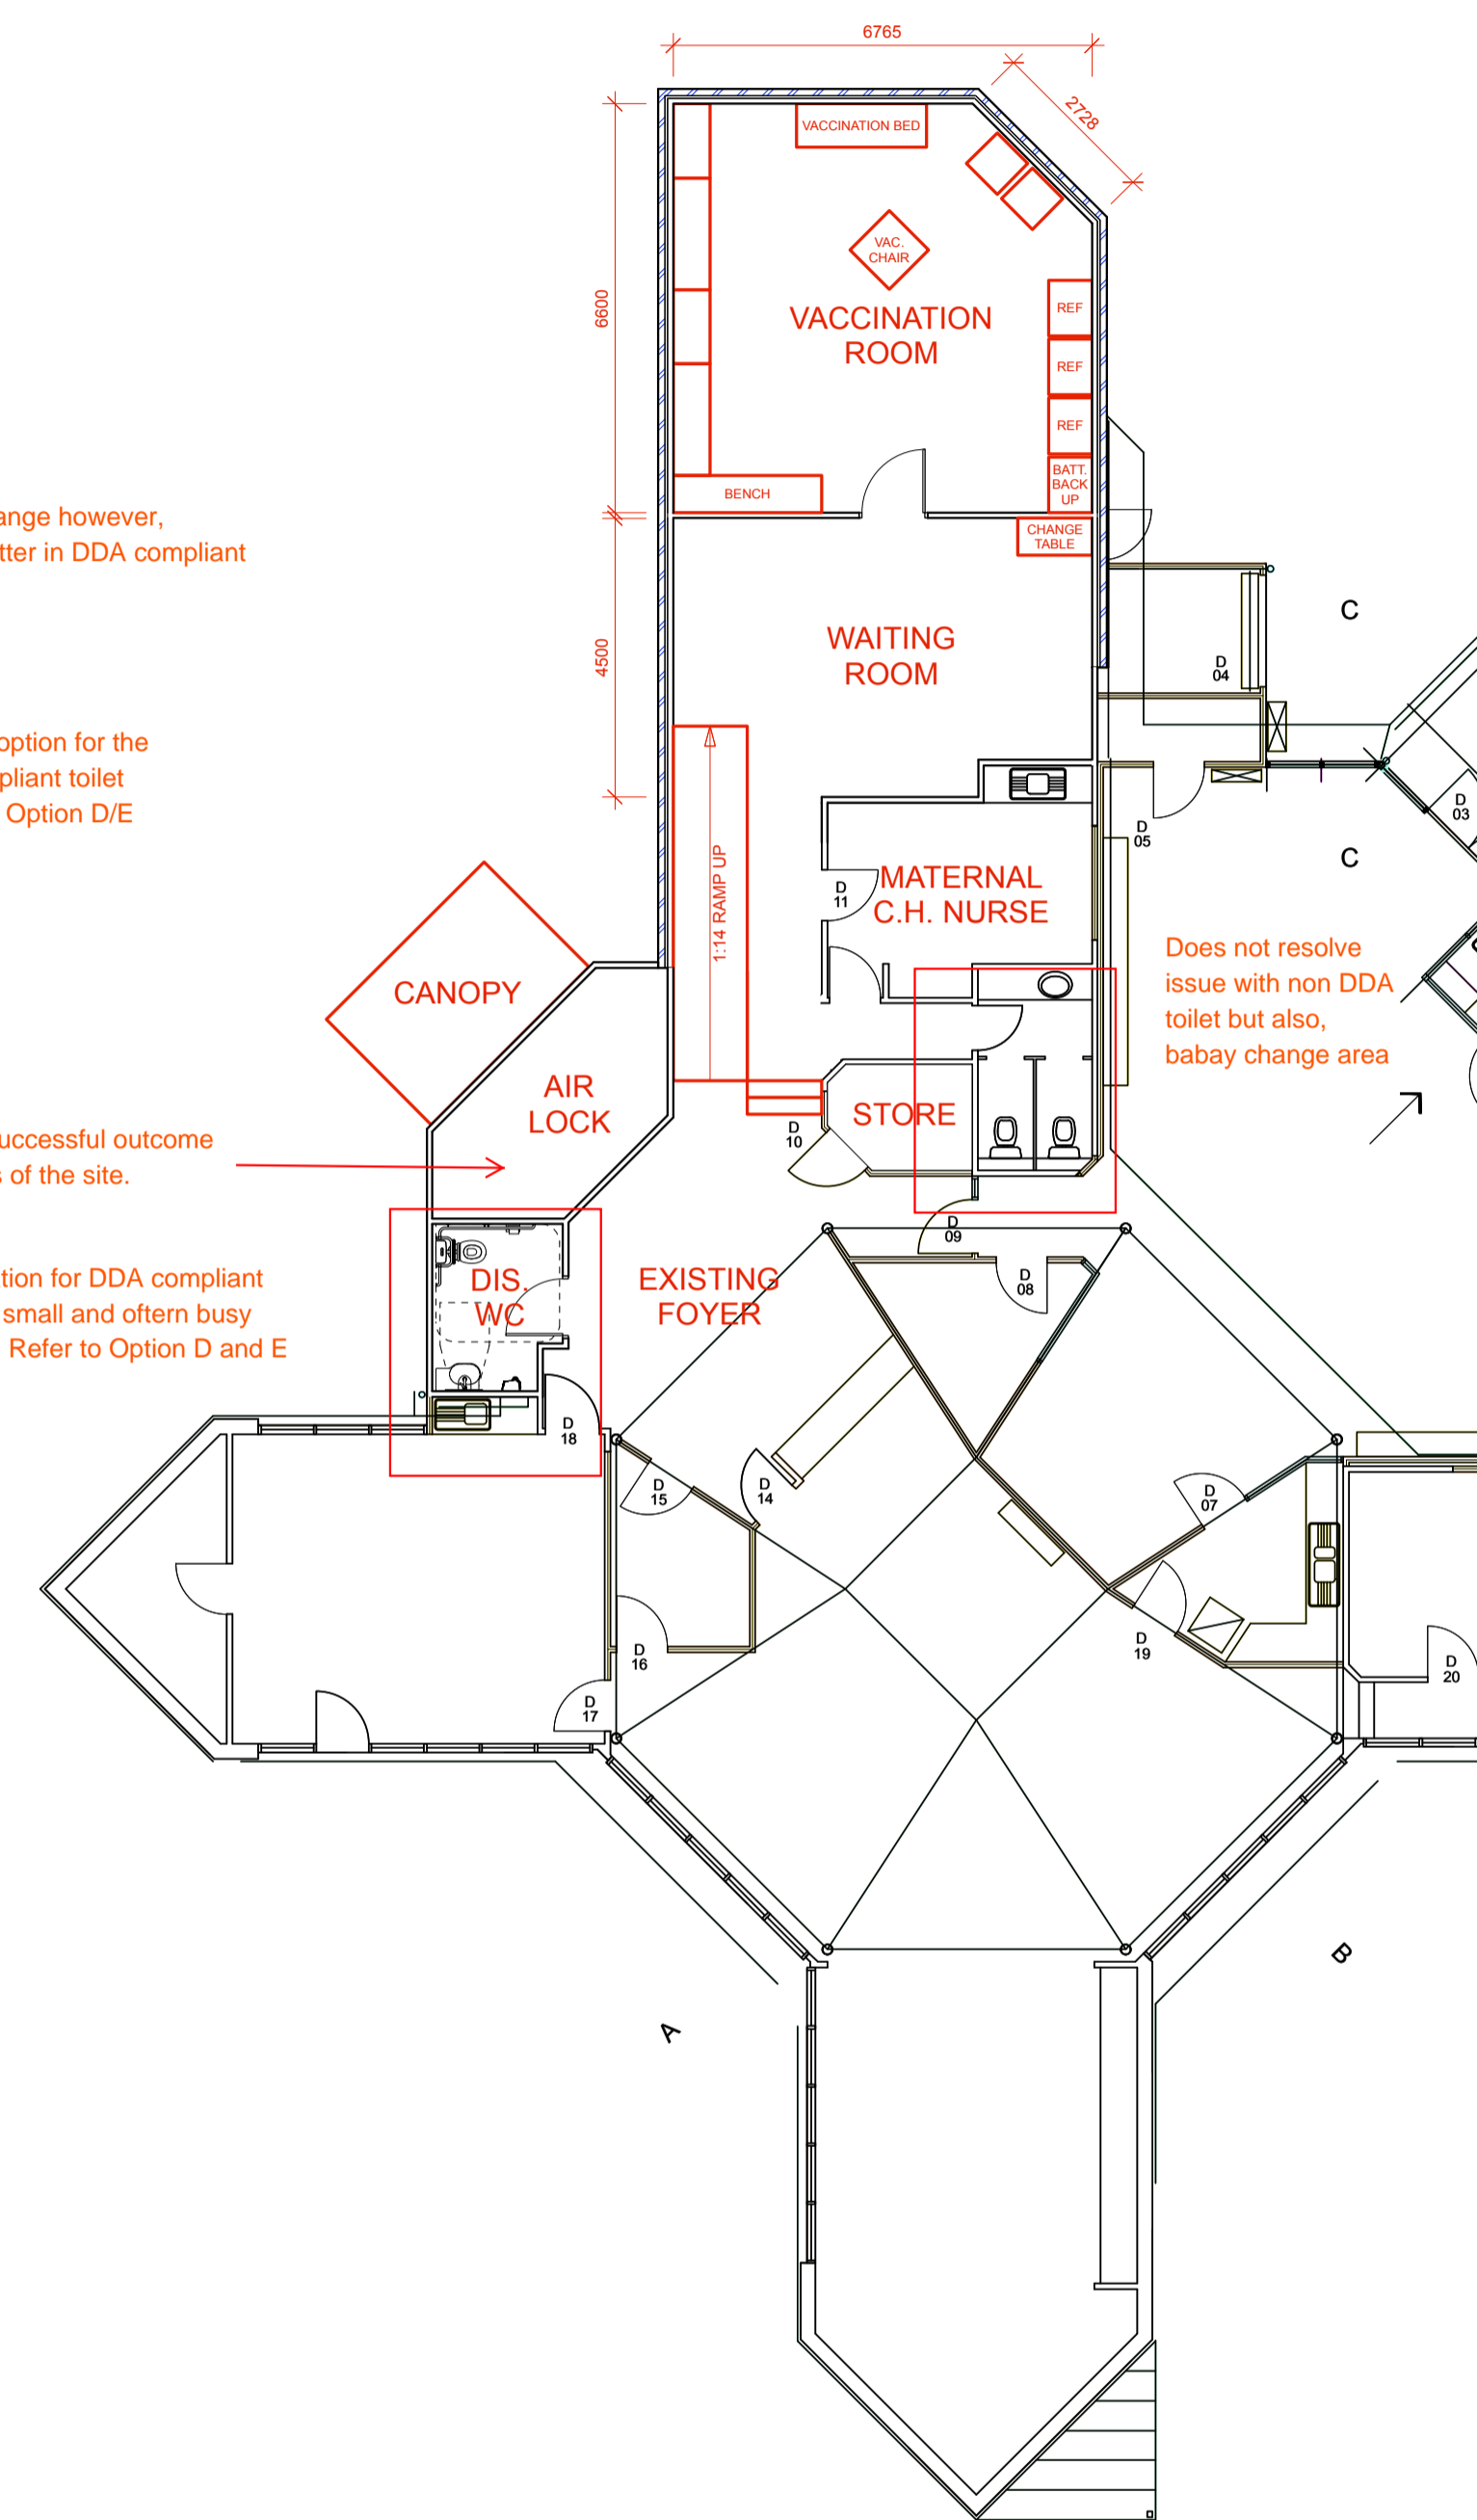 6765
2728
VACCINATION BED
VAC.
CHAIR
6600
VACCINATION
ROOM
REF
REF
REF
BATT.
BACK
UP
BENCH
CHANGE
TABLE
ange however,
tter in DDA compliant
WAITING
ROOM
4500
C
D
04
option for the
pliant toilet
Option D/E
D
03
D
05
C
1:14 RAMP UP
D
11
MATERNAL
C.H. NURSE
Does not resolve
issue with non DDA
toilet but also,
babay change area
CANOPY
AIR
LOCK
STORE
D
10
uccessful outcome
s of the site.
D
09
D
08
tion for DDA compliant
small and oftern busy
Refer to Option D and E
DIS.
WC
EXISTING
FOYER
D
18
D
15
D
14
D
07
D
16
D
19
D
20
D
17
A
B